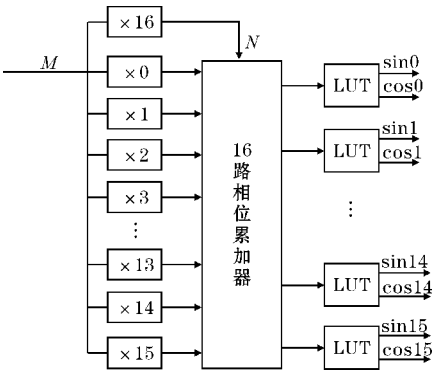 ×16
M
N
×0
×1
×2
×3
⋮
×13
×14
×15
16
路
相
位
累
加
器
LUT
sin0
cos0
LUT
sin1
cos1
⋮
LUT
sin14
cos14
LUT
sin15
cos15